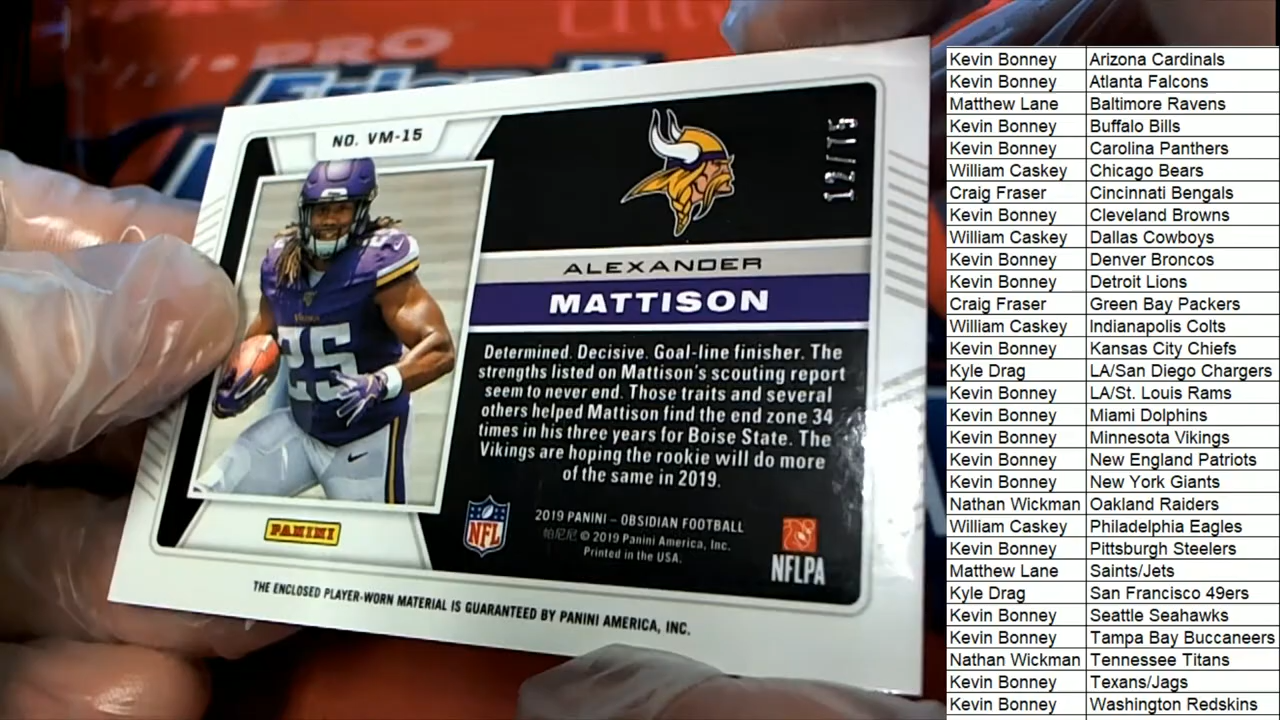 PRO
NO. VM-15
12/75
25
ALEXANDER
MATTISON
Determined. Decisive. Goal-line finisher. The
strengths listed on Mattison's scouting report
seem to never end. Those traits and several
others helped Mattison find the end zone 34
times in his three years for Boise State. The
Vikings are hoping the rookie will do more
of the same in 2019.
PANINI
NFL
2019 PANINI – OBSIDIAN FOOTBALL
帕尼尼 © 2019 Panini America, Inc.
Printed in the USA.
NFLPA
THE ENCLOSED PLAYER-WORN MATERIAL IS GUARANTEED BY PANINI AMERICA, INC.
Kevin Bonney Arizona Cardinals
Kevin Bonney Atlanta Falcons
Matthew Lane Baltimore Ravens
Kevin Bonney Buffalo Bills
Kevin Bonney Carolina Panthers
William Caskey Chicago Bears
Craig Fraser Cincinnati Bengals
Kevin Bonney Cleveland Browns
William Caskey Dallas Cowboys
Kevin Bonney Denver Broncos
Kevin Bonney Detroit Lions
Craig Fraser Green Bay Packers
William Caskey Indianapolis Colts
Kevin Bonney Kansas City Chiefs
Kyle Drag LA/San Diego Chargers
Kevin Bonney LA/St. Louis Rams
Kevin Bonney Miami Dolphins
Kevin Bonney Minnesota Vikings
Kevin Bonney New England Patriots
Kevin Bonney New York Giants
Nathan Wickman Oakland Raiders
William Caskey Philadelphia Eagles
Kevin Bonney Pittsburgh Steelers
Matthew Lane Saints/Jets
Kyle Drag San Francisco 49ers
Kevin Bonney Seattle Seahawks
Kevin Bonney Tampa Bay Buccaneers
Nathan Wickman Tennessee Titans
Kevin Bonney Texans/Jags
Kevin Bonney Washington Redskins